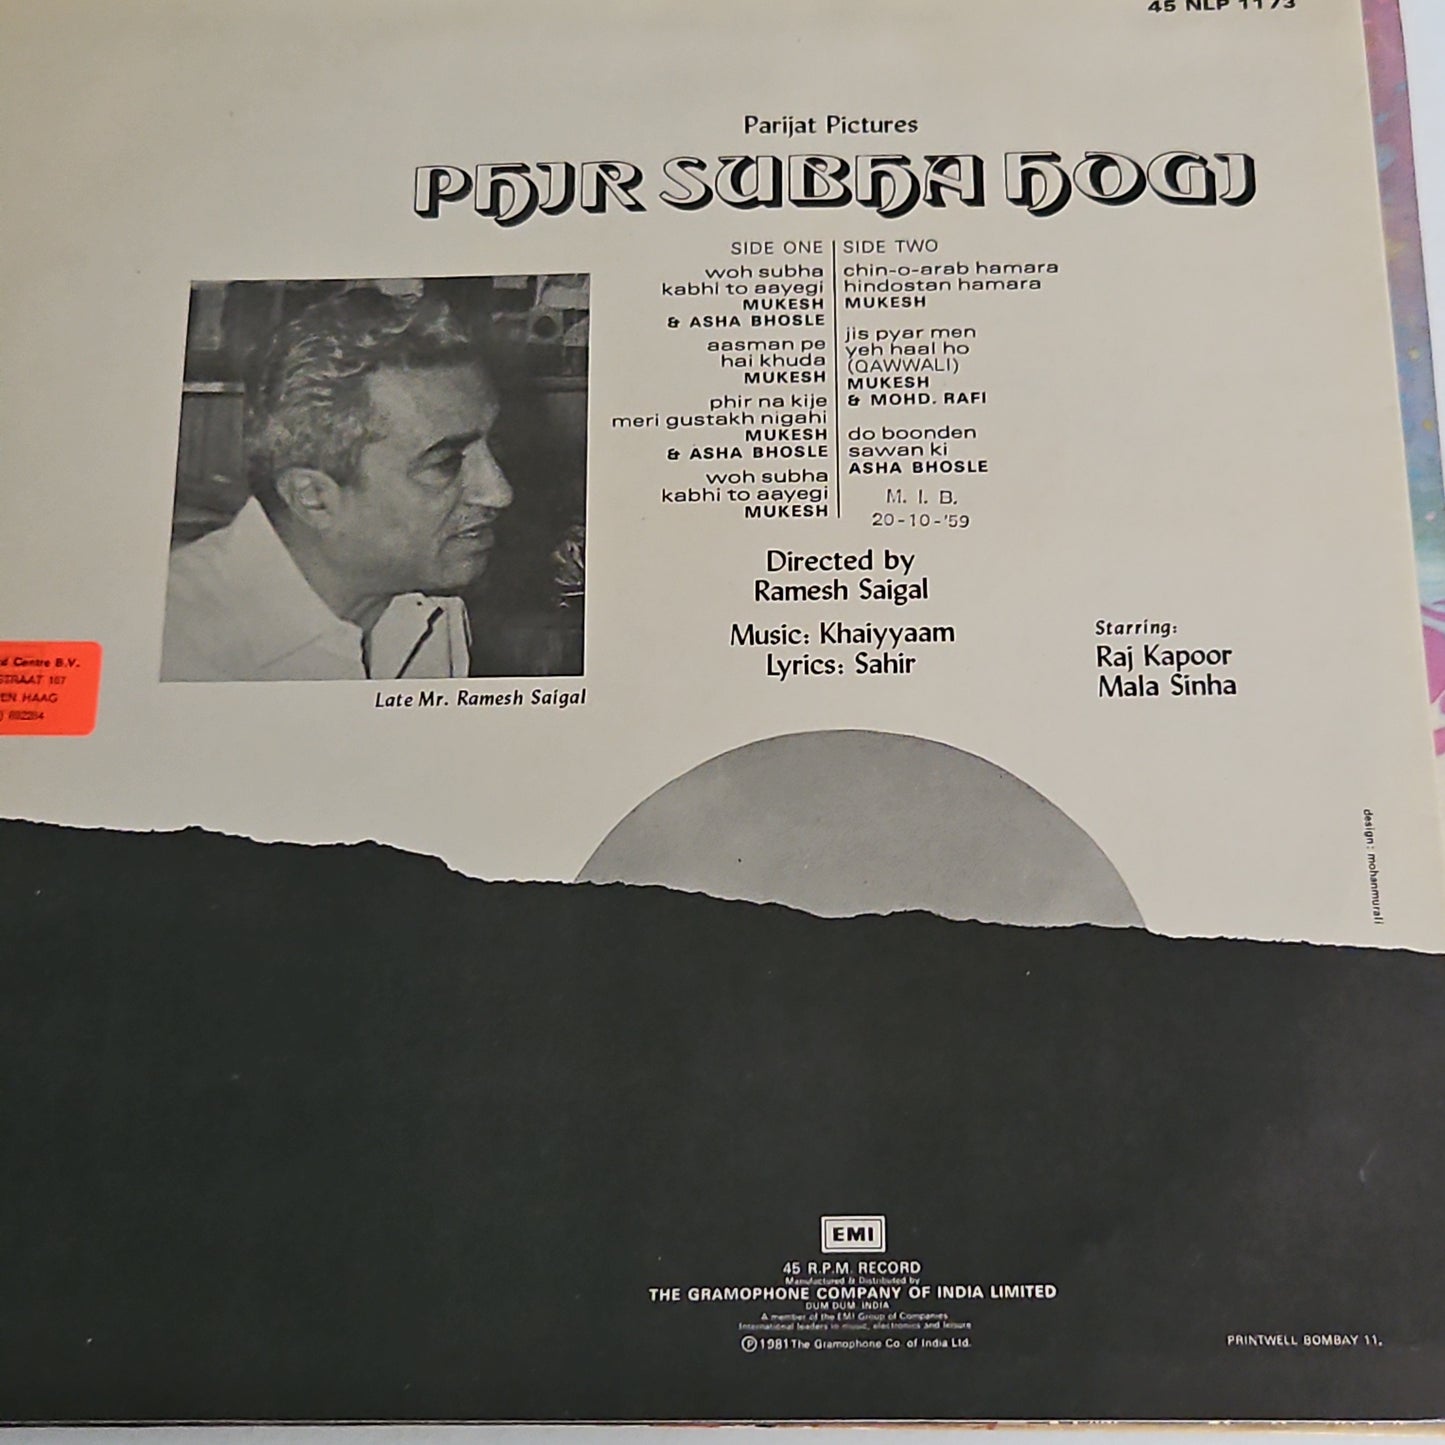 45 NLP 1173
Parijat Pictures
PHIR SUBHA HOGI
SIDE ONE
woh subha
kabhi to aayegi
MUKESH
& ASHA BHOSLE
aasman pe
hai khuda
MUKESH
phir na kije
meri gustakh nigahi
MUKESH
& ASHA BHOSLE
woh subha
kabhi to aayegi
MUKESH
SIDE TWO
chin-o-arab hamara
hindostan hamara
MUKESH
jis pyar men
yeh haal ho
(QAWWALI)
MUKESH
& MOHD. RAFI
do boonden
sawan ki
ASHA BHOSLE
M. I. B.
20-10-'59
Late Mr. Ramesh Saigal
Directed by
Ramesh Saigal
Music: Khaiyyaam
Lyrics: Sahir
Starring:
Raj Kapoor
Mala Sinha
d Centre B.V.
STRAAT 167
EN HAAG
design: mohanmurali
EMI
45 R.P.M. RECORD
Manufactured & Distributed by
THE GRAMOPHONE COMPANY OF INDIA LIMITED
DUM DUM, INDIA
A member of the EMI Group of Companies
International leaders in music, electronics and leisure
Ⓟ 1981 The Gramophone Co. of India Ltd.
PRINTWELL BOMBAY 11.